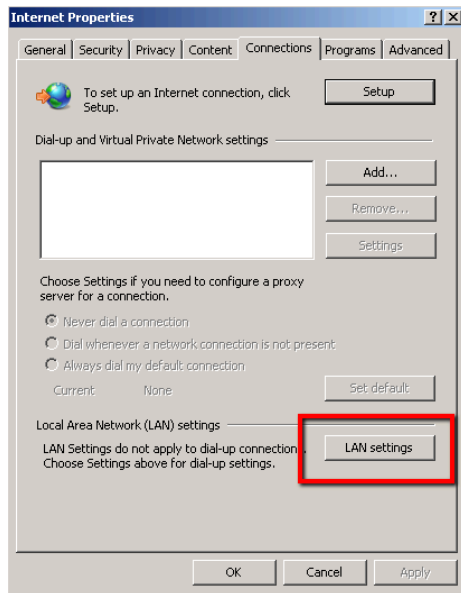 Internet Properties
General Security Privacy Content Connections Programs Advanced
To set up an Internet connection, click
Setup.
Setup
Dial-up and Virtual Private Network settings
Add...
Remove...
Settings
Choose Settings if you need to configure a proxy
server for a connection.
Never dial a connection
Dial whenever a network connection is not present
Always dial my default connection
Current None
Set default
Local Area Network (LAN) settings
LAN Settings do not apply to dial-up connections.
Choose Settings above for dial-up settings.
LAN settings
OK Cancel Apply